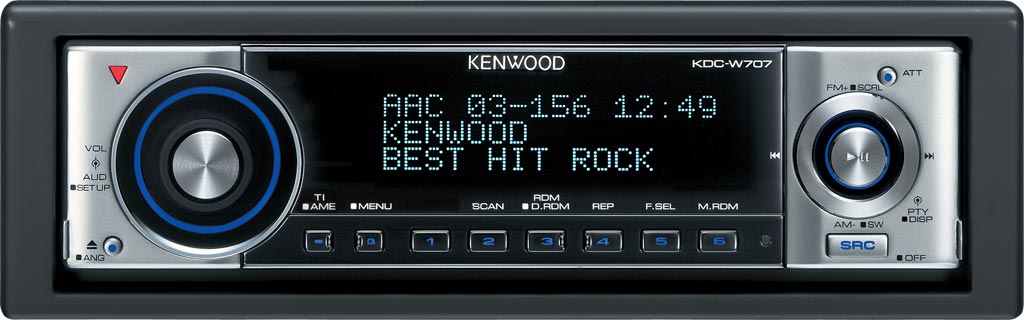 KENWOOD KDC-W707
AAC 03-156 12:49
KENWOOD
BEST HIT ROCK
VOL
AUD
SETUP
ANG
TI
AME
MENU
SCAN
RDM
D.RDM
REP
F.SEL
M.RDM
1 2 3 4 5 6
ATT
FM+ SCRL
AM- SW
PTY
DISP
SRC
OFF